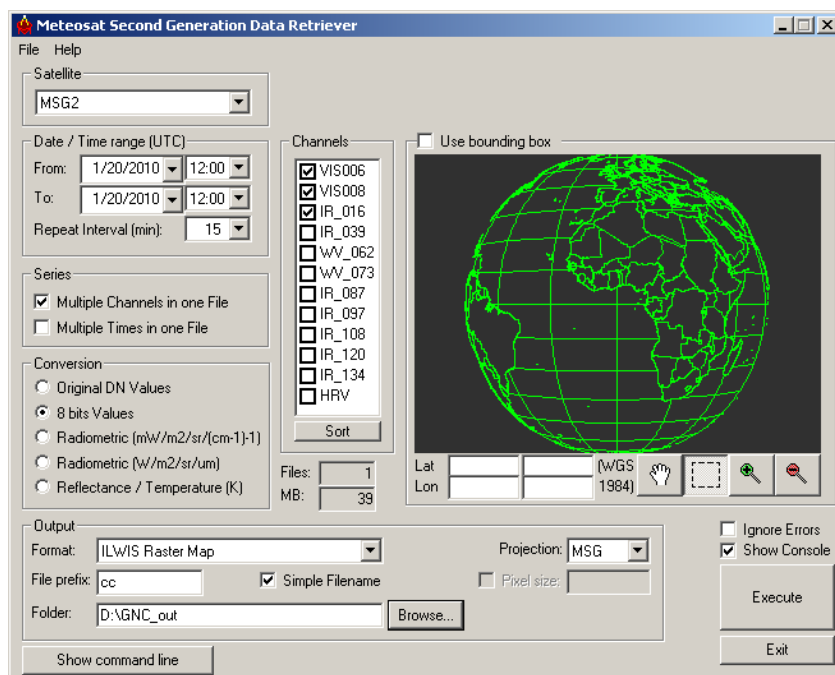 Meteosat Second Generation Data Retriever
File Help
Satellite
MSG2
Date / Time range (UTC)
From: 1/20/2010 12:00
To: 1/20/2010 12:00
Repeat Interval (min): 15
Series
Multiple Channels in one File
Multiple Times in one File
Conversion
Original DN Values
8 bits Values
Radiometric (mW/m2/sr/(cm-1)-1)
Radiometric (W/m2/sr/um)
Reflectance / Temperature (K)
Channels
VIS006
VIS008
IR_016
IR_039
WV_062
WV_073
IR_087
IR_097
IR_108
IR_120
IR_134
HRV
Sort
Files: 1
MB: 39
Use bounding box
Lat
Lon
(WGS
1984)
Output
Format: ILWIS Raster Map
Projection: MSG
File prefix: cc
Simple Filename
Pixel size:
Folder: D:\GNC_out
Browse...
Ignore Errors
Show Console
Execute
Exit
Show command line